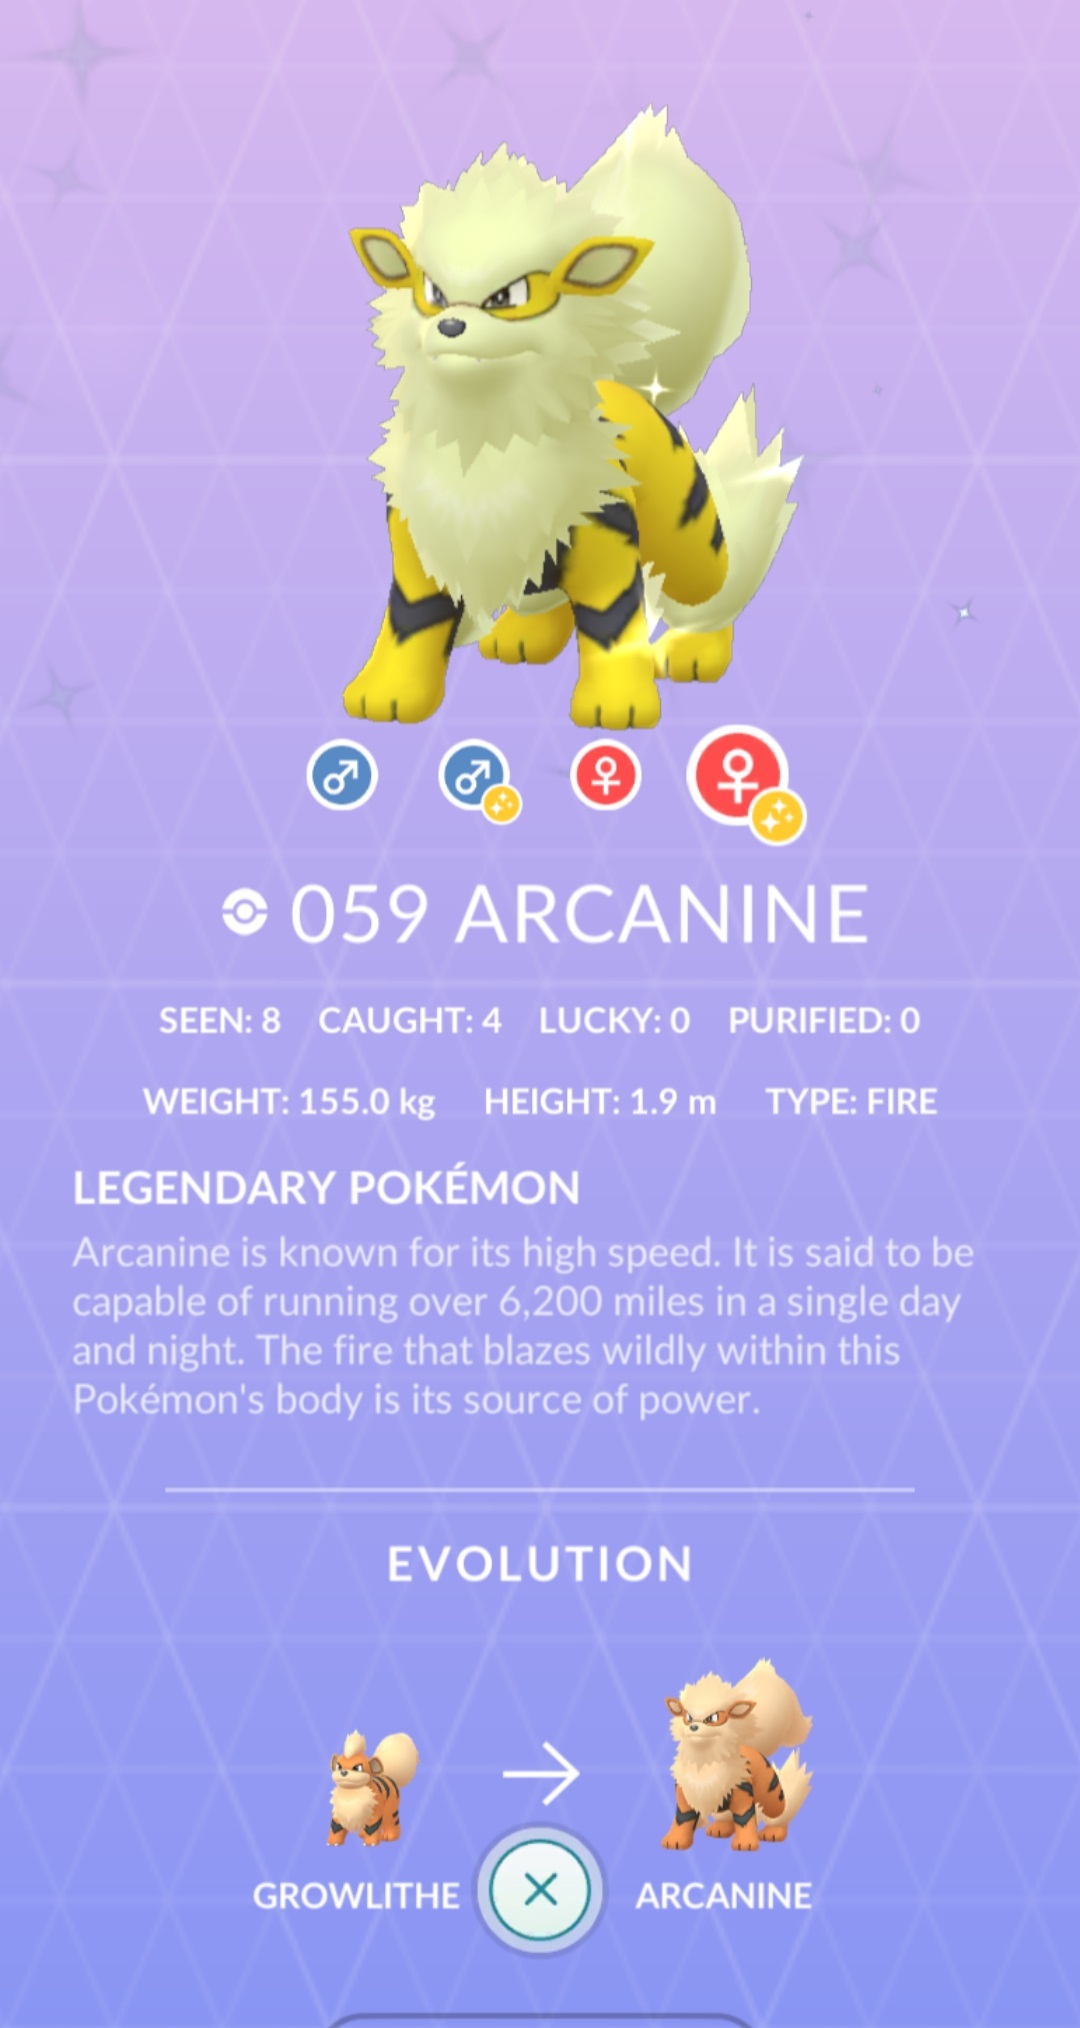 059 ARCANINE
SEEN: 8 CAUGHT: 4 LUCKY: 0 PURIFIED: 0
WEIGHT: 155.0 kg HEIGHT: 1.9 m TYPE: FIRE
LEGENDARY POKÉMON
Arcanine is known for its high speed. It is said to be
capable of running over 6,200 miles in a single day
and night. The fire that blazes wildly within this
Pokémon's body is its source of power.
EVOLUTION
GROWLITHE ARCANINE